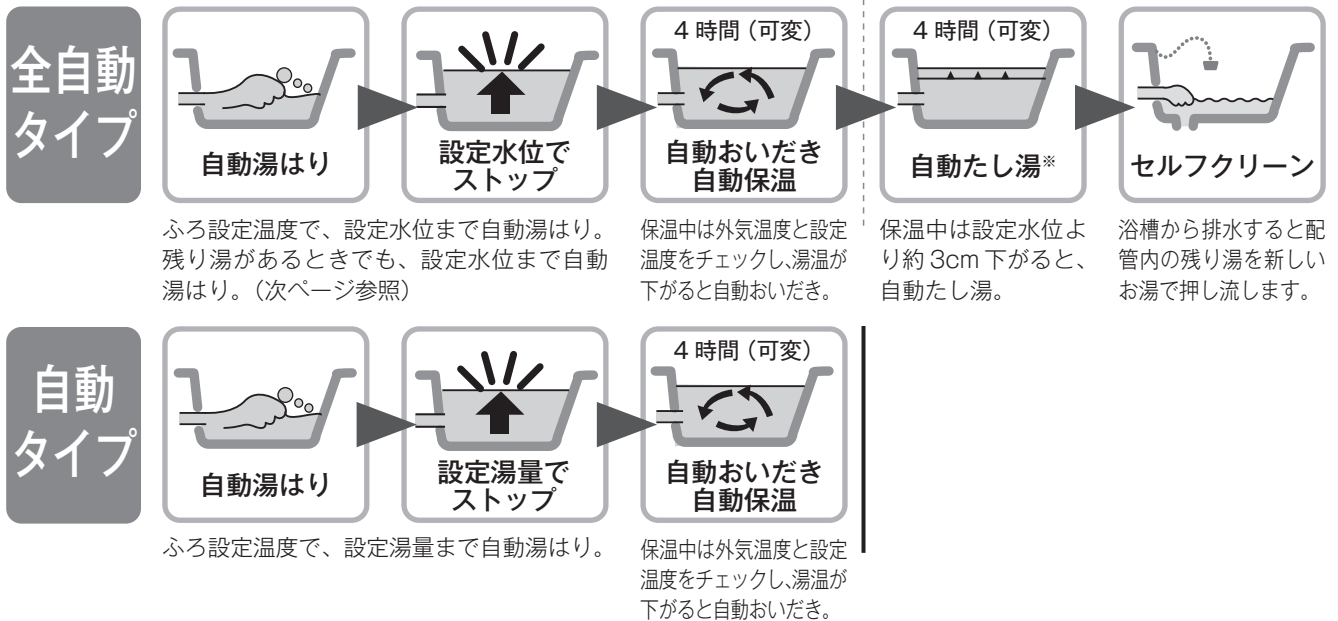 全自動
タイプ
自動湯はり
設定水位で
ストップ
4 時間（可変）
自動おいだき
自動保温
4 時間（可変）
自動たし湯※
セルフクリーン
ふろ設定温度で、設定水位まで自動湯はり。
残り湯があるときでも、設定水位まで自動
湯はり。（次ページ参照）
保温中は外気温度と設定
温度をチェックし、湯温が
下がると自動おいだき。
保温中は設定水位よ
り約 3cm 下がると、
自動たし湯。
浴槽から排水すると配
管内の残り湯を新しい
お湯で押し流します。
自動
タイプ
自動湯はり
設定湯量で
ストップ
4 時間（可変）
自動おいだき
自動保温
ふろ設定温度で、設定湯量まで自動湯はり。
保温中は外気温度と設定
温度をチェックし、湯温が
下がると自動おいだき。